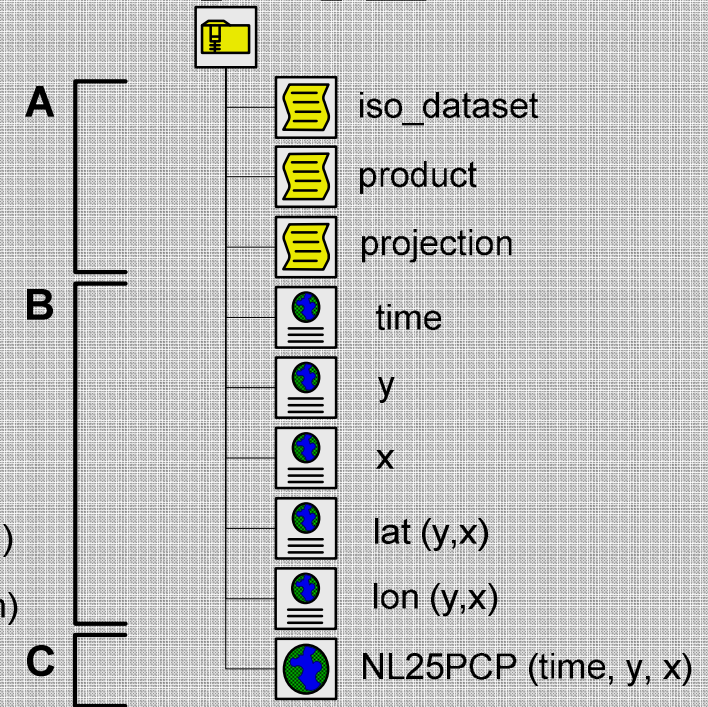 A
iso_dataset
product
projection
B
time
y
x
)
lat (y,x)
)
lon (y,x)
C
NL25PCP (time, y, x)